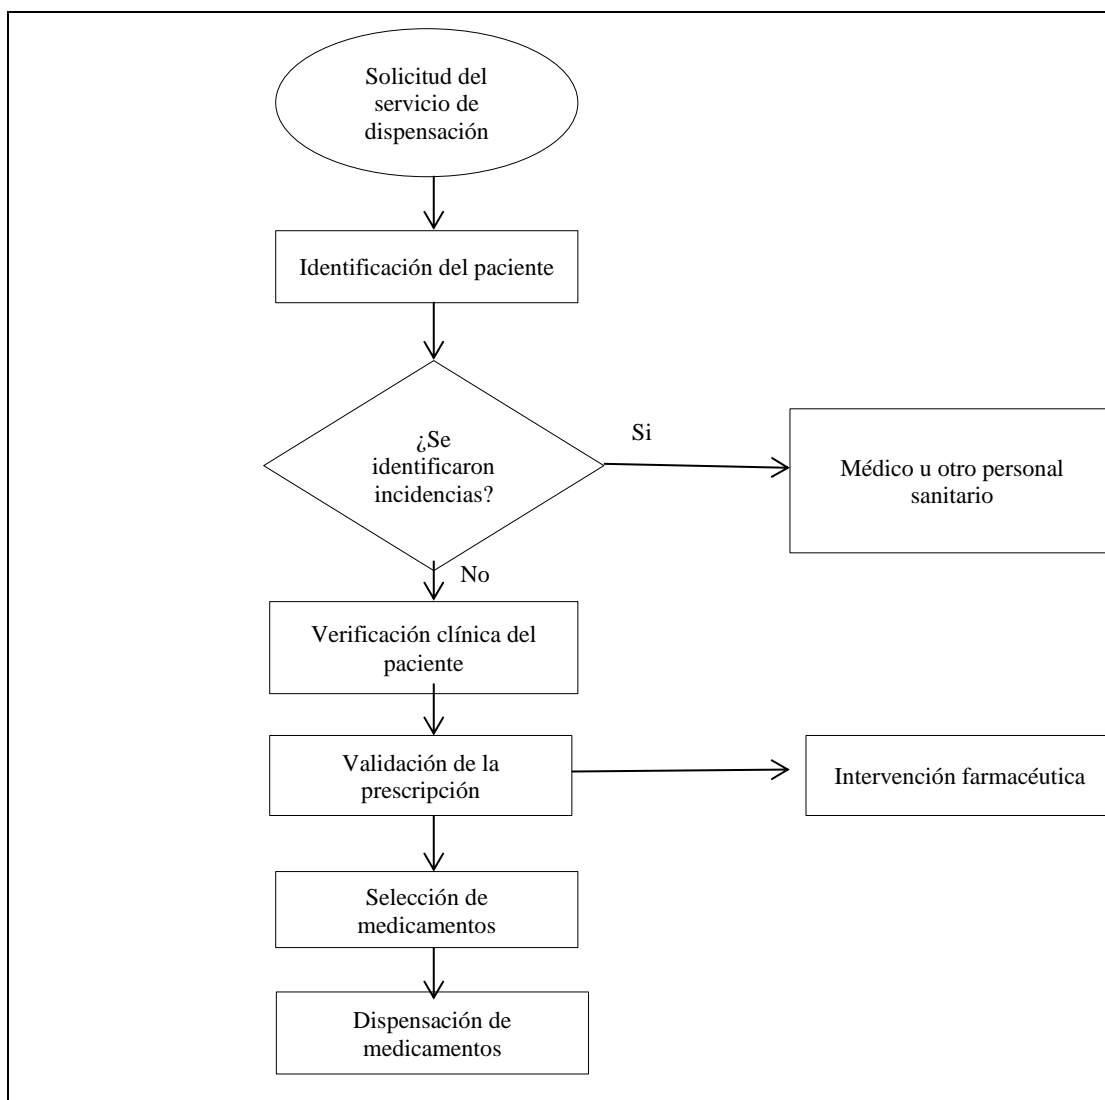 Solicitud del
servicio de
dispensación
Identificación del paciente
¿Se
identificaron
incidencias?
Si
Médico u otro personal
sanitario
No
Verificación clínica del
paciente
Validación de la
prescripción
Intervención farmacéutica
Selección de
medicamentos
Dispensación de
medicamentos